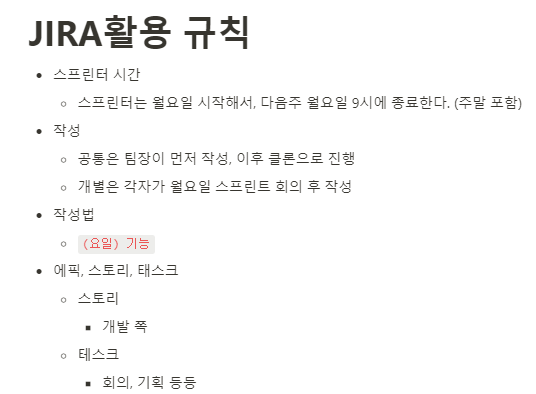 JIRA활용 규칙
스프린터 시간
스프린터는 월요일 시작해서, 다음주 월요일 9시에 종료한다. (주말 포함)
작성
공통은 팀장이 먼저 작성, 이후 클론으로 진행
개별은 각자가 월요일 스프린트 회의 후 작성
작성법
(요일) 기능
에픽, 스토리, 태스크
스토리
개발 쪽
테스크
회의, 기획 등등